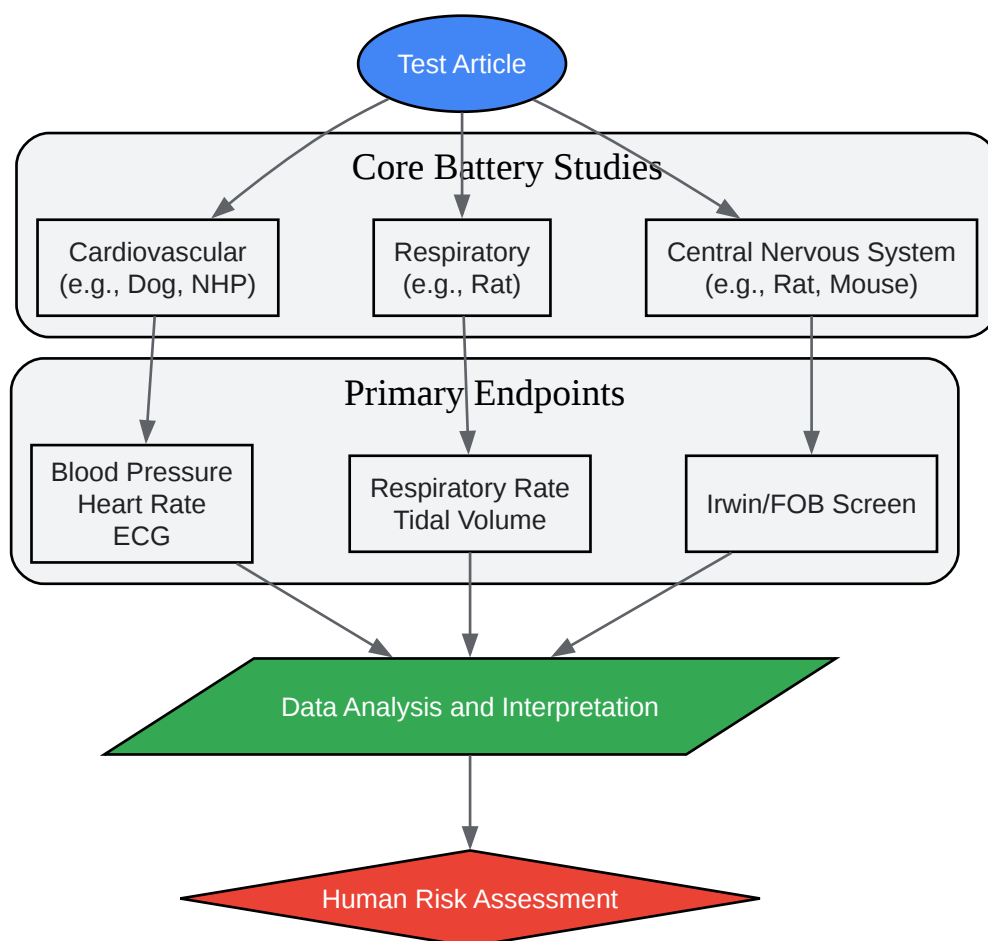 Test Article
Core Battery Studies
Cardiovascular
(e.g., Dog, NHP)
Respiratory
(e.g., Rat)
Central Nervous System
(e.g., Rat, Mouse)
Primary Endpoints
Blood Pressure
Heart Rate
ECG
Respiratory Rate
Tidal Volume
Irwin/FOB Screen
Data Analysis and Interpretation
Human Risk Assessment